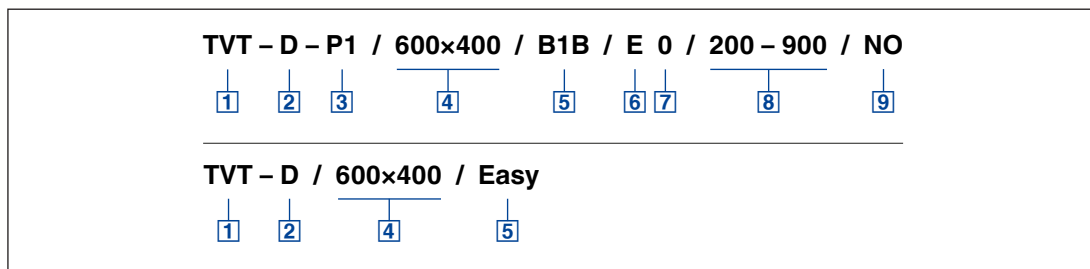 TVT – D – P1 / 600×400 / B1B / E 0 / 200 – 900 / NO
1 2 3 4 5 6 7 8 9
TVT – D / 600×400 / Easy
1 2 4 5